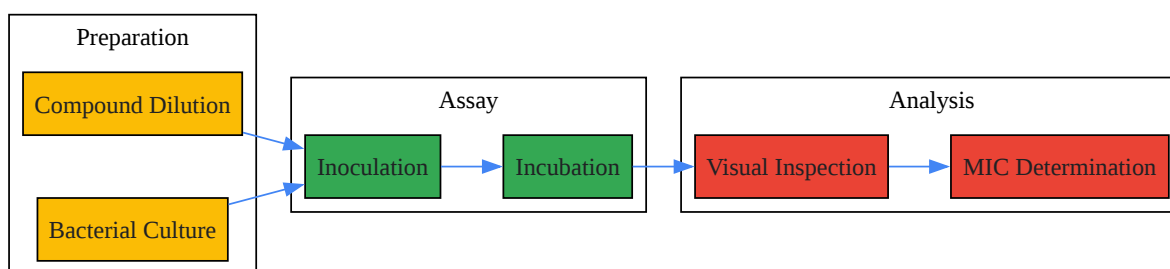 Preparation
Compound Dilution
Bacterial Culture
Assay
Inoculation
Incubation
Analysis
Visual Inspection
MIC Determination